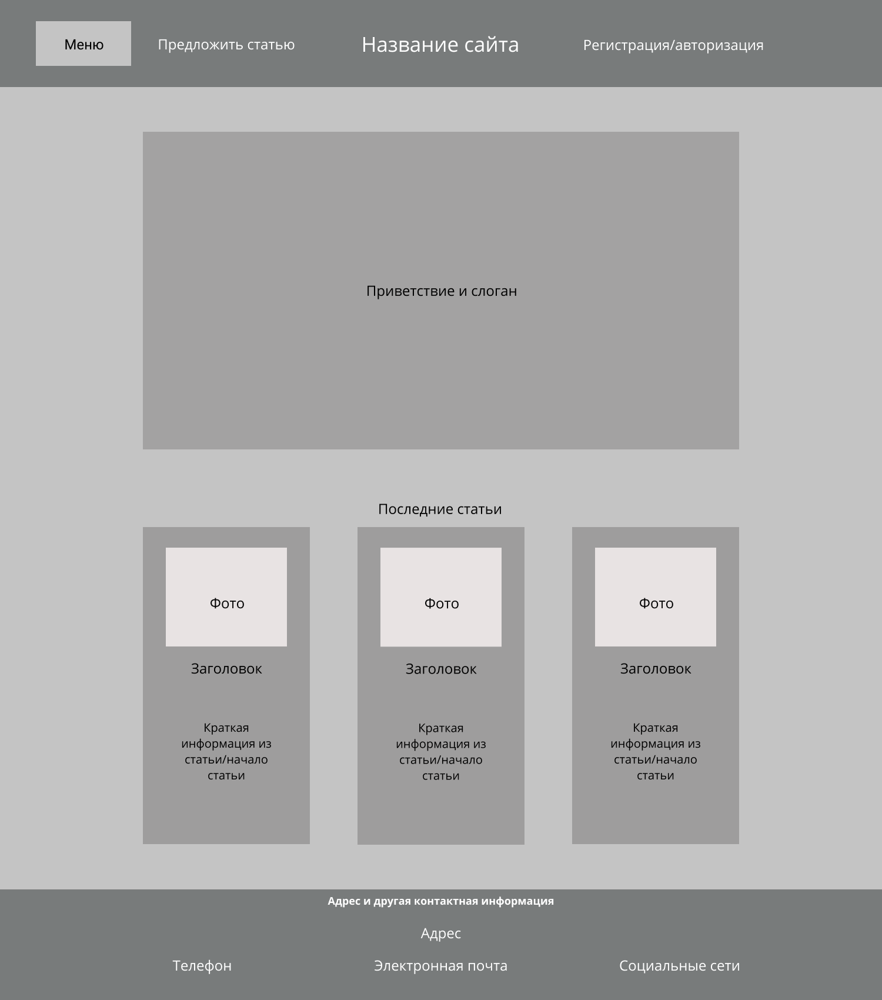 Меню
Предложить статью
Название сайта
Регистрация/авторизация
Приветствие и слоган
Последние статьи
Фото
Заголовок
Краткая
информация из
статьи/начало
статьи
Фото
Заголовок
Краткая
информация из
статьи/начало
статьи
Фото
Заголовок
Краткая
информация из
статьи/начало
статьи
Адрес и другая контактная информация
Адрес
Телефон
Электронная почта
Социальные сети